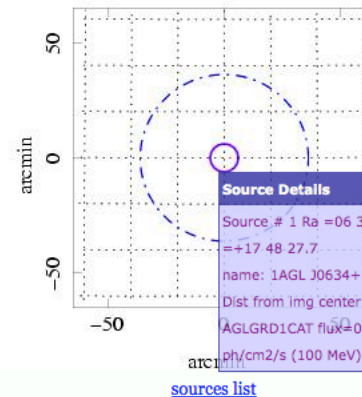 50
arcmin
0
−50
Source Details
Source # 1 Ra =06 3
=+17 48 27.7
name: 1AGL J0634+
Dist from img center
AGLGRD1CAT flux=0
ph/cm2/s (100 MeV)
−50
0
50
arcmin
sources list